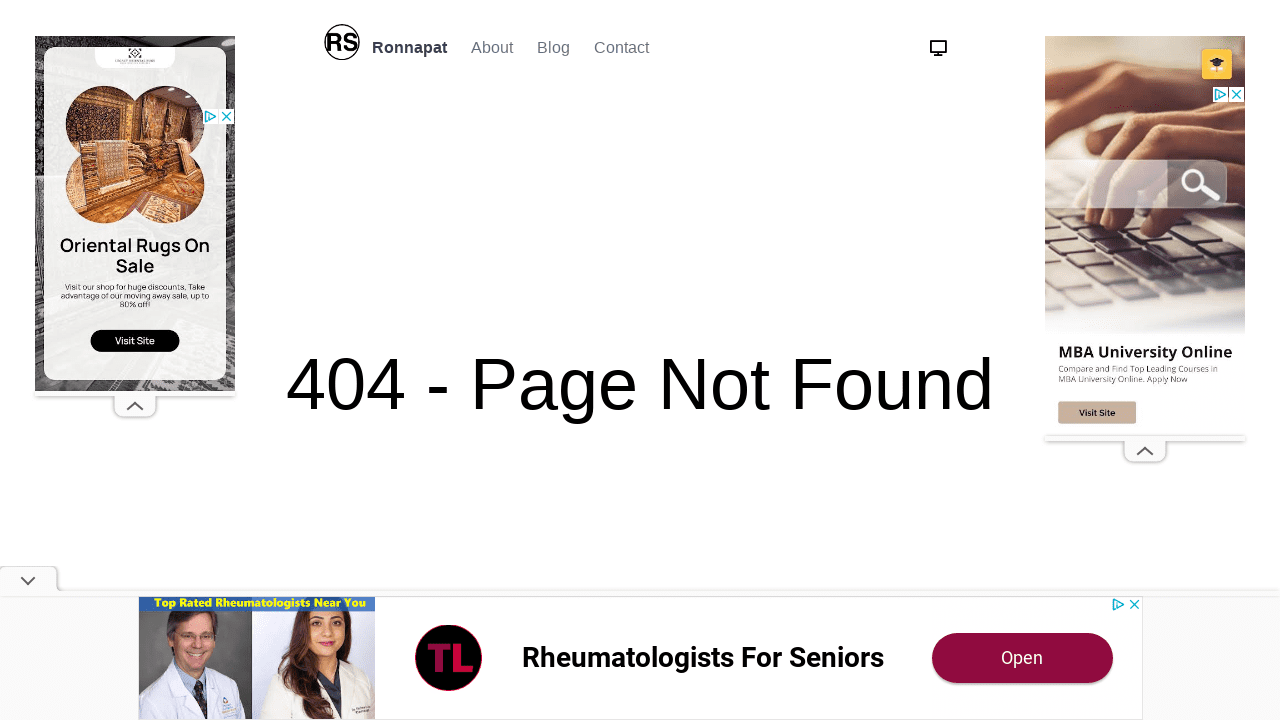 RS
Ronnapat About Blog Contact
Oriental Rugs On
Sale
Visit our shop for huge discounts, Take
advantage of our moving away sale, up to
80% off!
Visit Site
404 - Page Not Found
MBA University Online
Compare and Find Top Leading Courses in
MBA University Online. Apply Now
Visit Site
Top Rated Rheumatologists Near You
TL
Rheumatologists For Seniors
Open